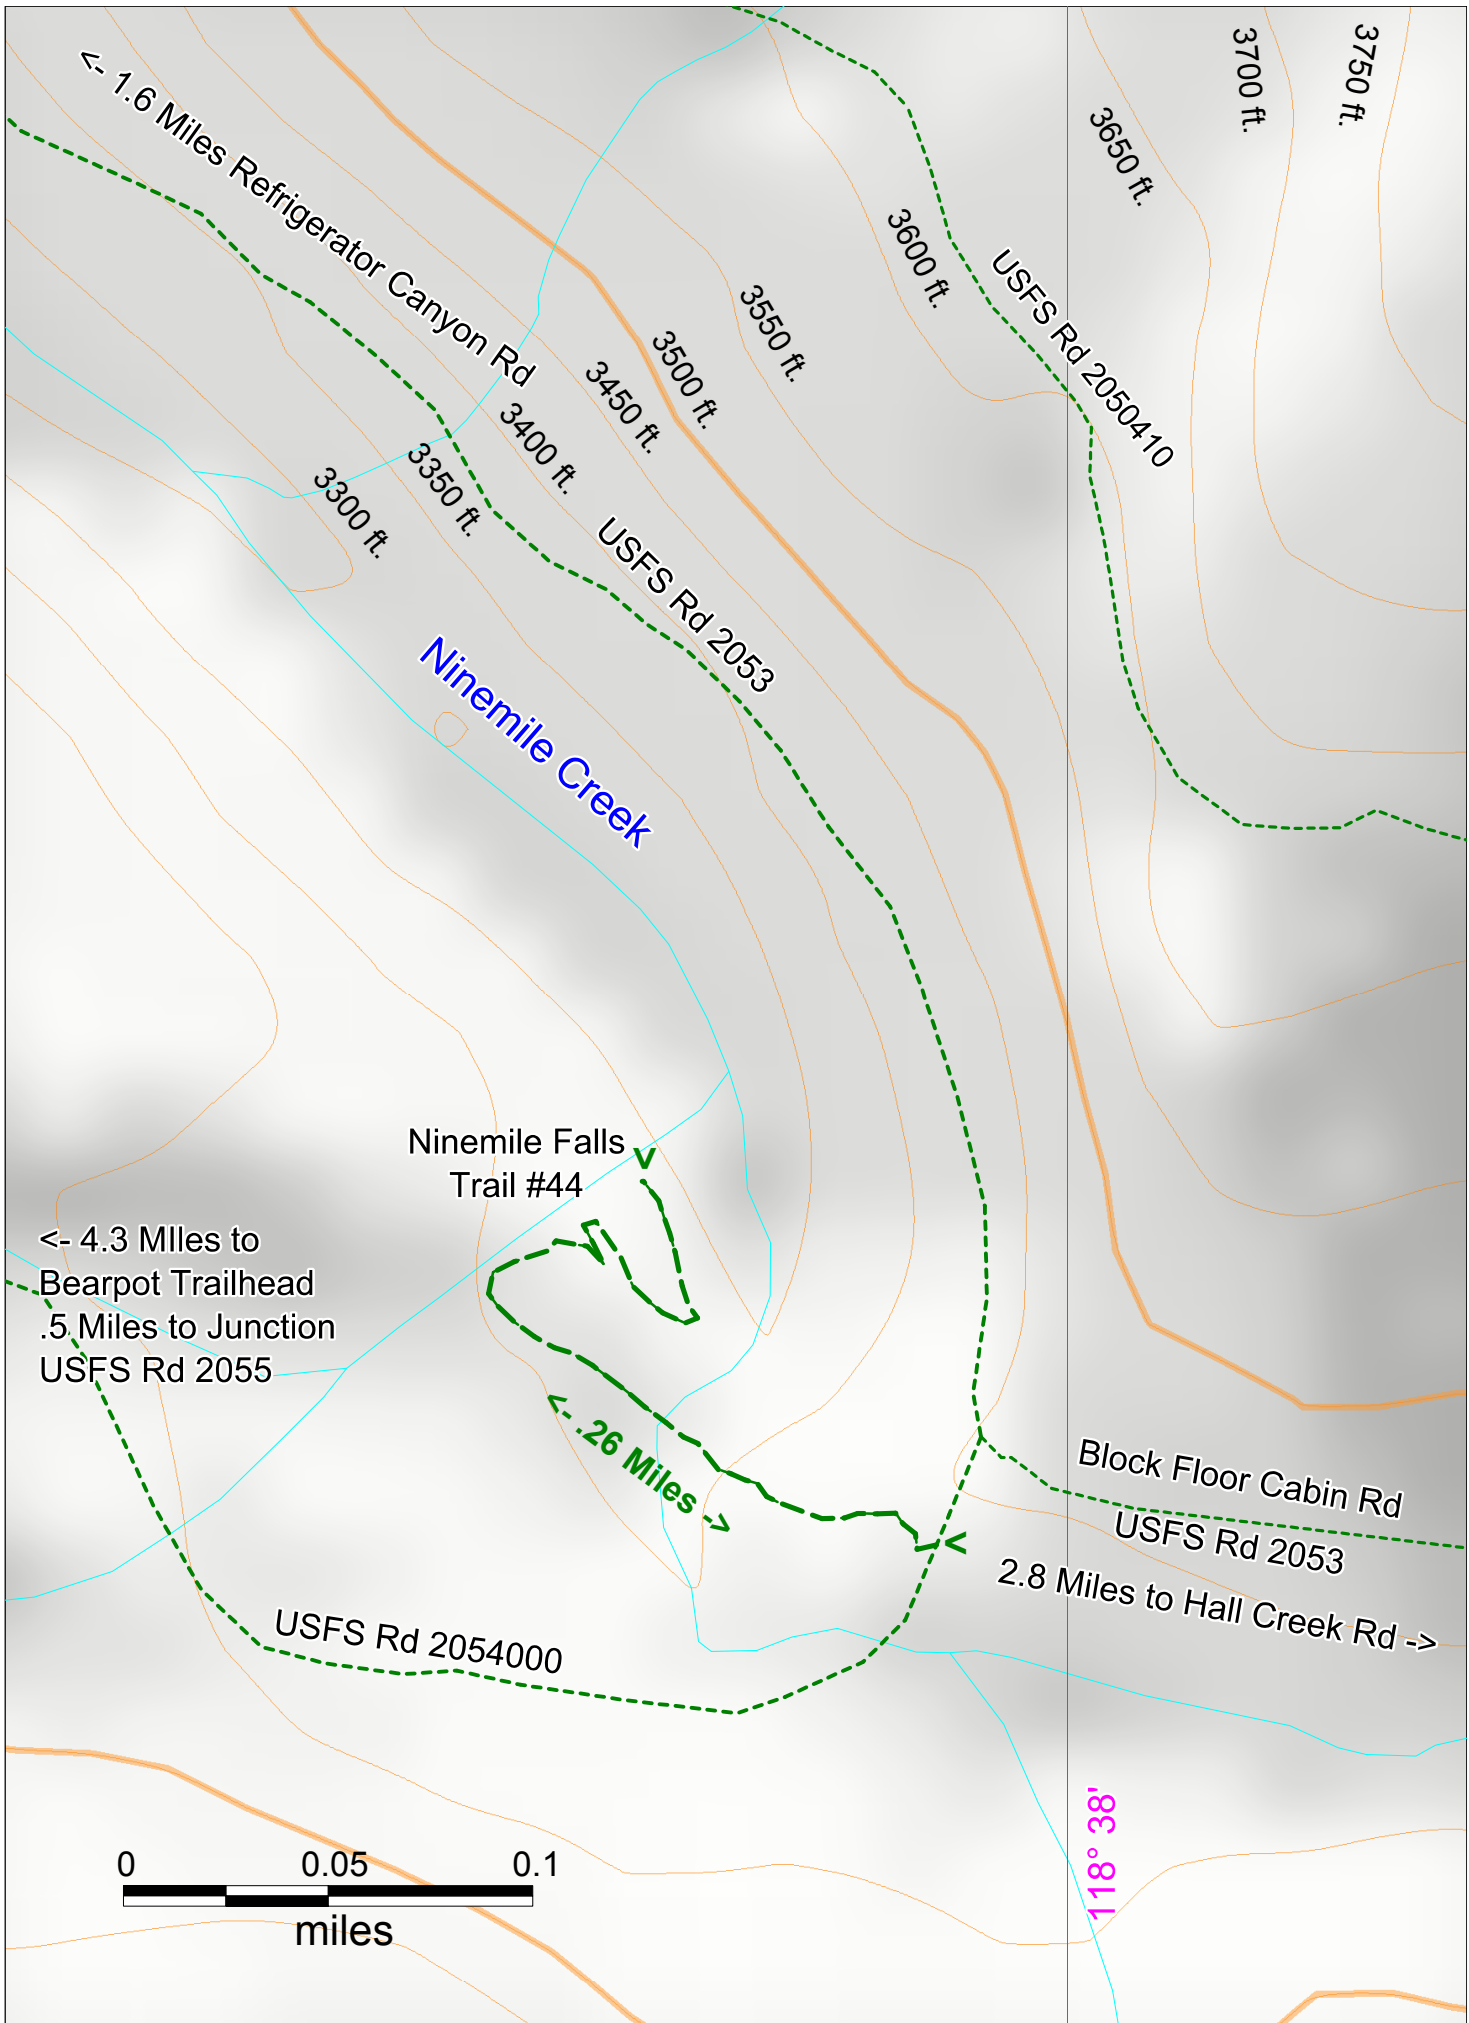 <- 1.6 Miles Refrigerator Canyon Rd
3750 ft.
3700 ft.
3650 ft.
3600 ft.
3550 ft.
3500 ft.
3450 ft.
3400 ft.
3350 ft.
3300 ft.
USFS Rd 2050410
USFS Rd 2053
Ninemile Creek
Ninemile Falls
Trail #44
<- 4.3 MIles to
Bearpot Trailhead
.5 Miles to Junction
USFS Rd 2055
<- .26 Miles ->
Block Floor Cabin Rd
USFS Rd 2053
2.8 Miles to Hall Creek Rd ->
USFS Rd 2054000
118° 38'
0 0.05 0.1
miles